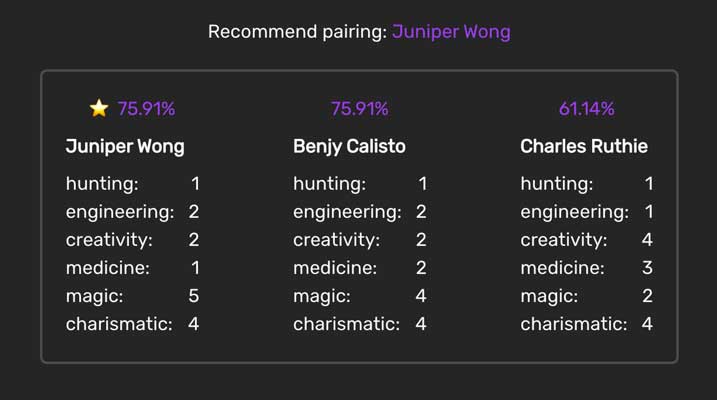 Recommend pairing: Juniper Wong
⭐ 75.91%
Juniper Wong
hunting: 1
engineering: 2
creativity: 2
medicine: 1
magic: 5
charismatic: 4
75.91%
Benjy Calisto
hunting: 1
engineering: 2
creativity: 2
medicine: 2
magic: 4
charismatic: 4
61.14%
Charles Ruthie
hunting: 1
engineering: 1
creativity: 4
medicine: 3
magic: 2
charismatic: 4